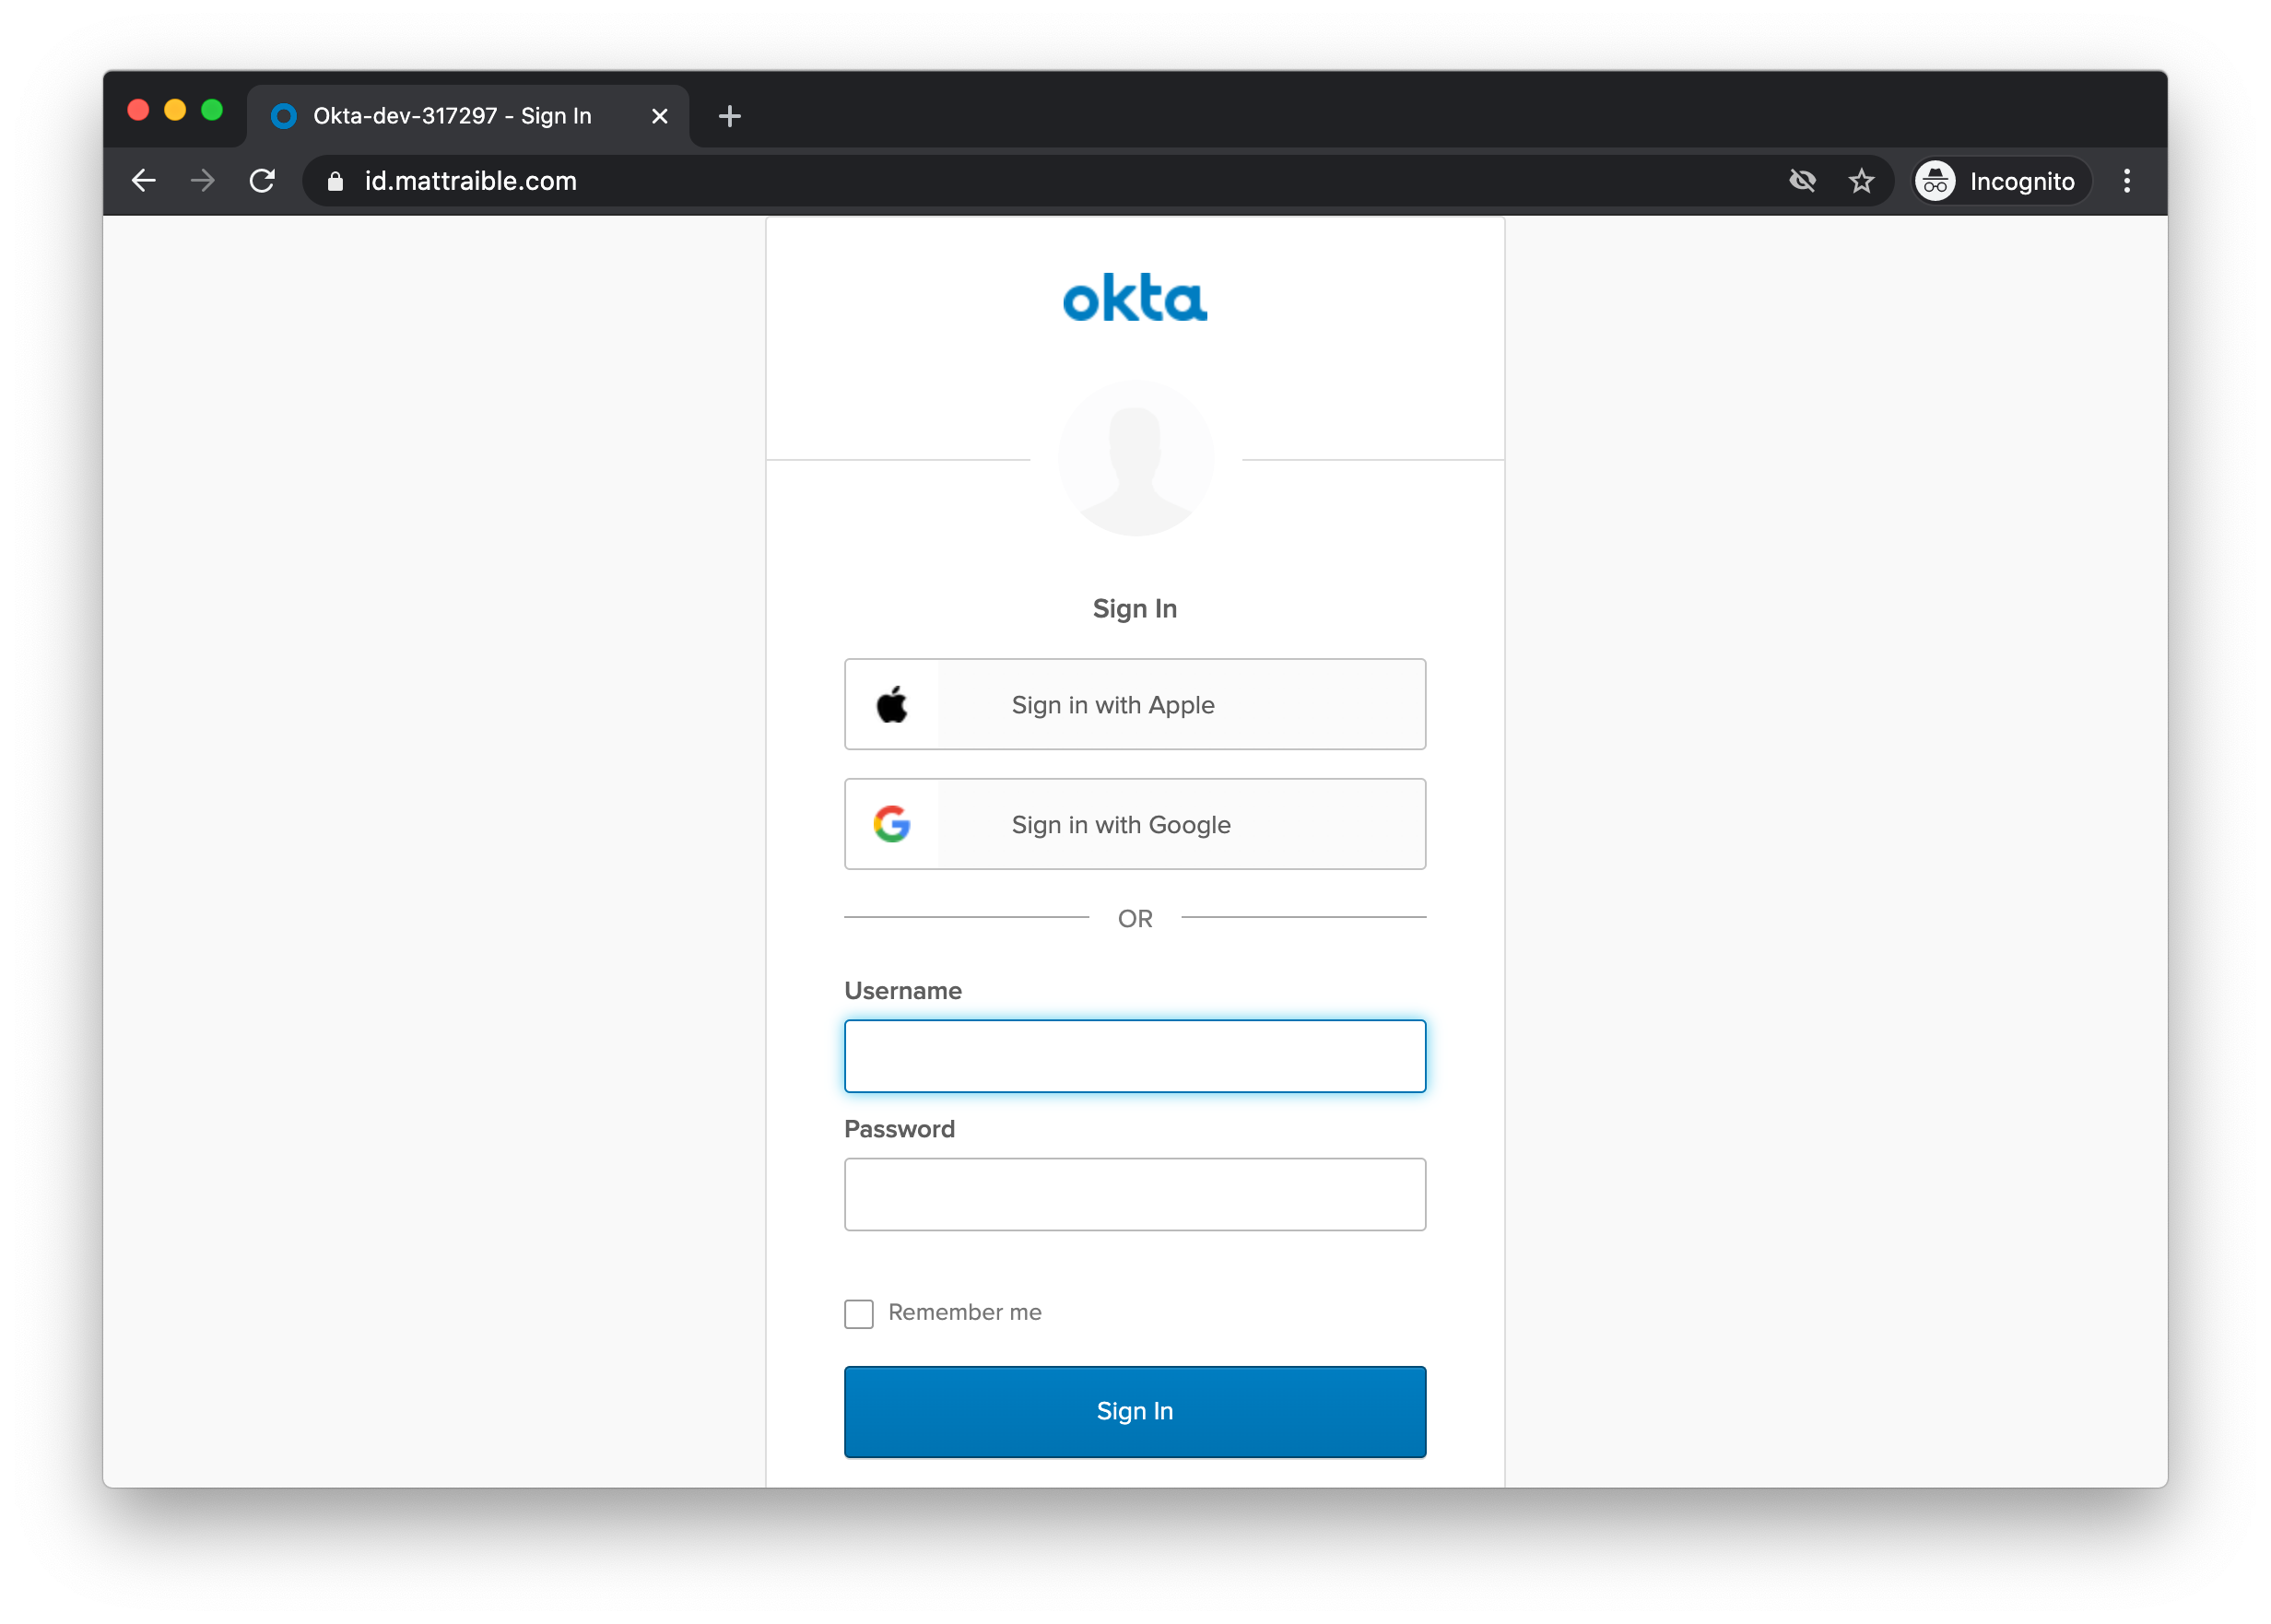 Okta-dev-317297 - Sign In
id.mattraible.com
Incognito
okta
Sign In
Sign in with Apple
Sign in with Google
OR
Username
Password
Remember me
Sign In